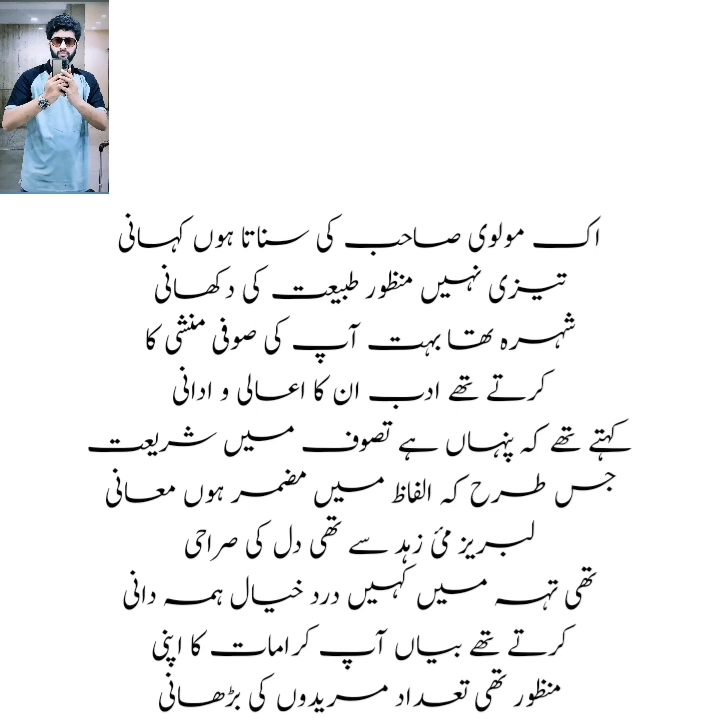 اک مولوی صاحب کی سناتا ہوں کہانی
تیزی نہیں منظور طبیعت کی دکھانی
شہرہ تھا بہت آپ کی صوفی منشی کا
کرتے تھے ادب ان کا اعالی و ادانی
کہتے تھے کہ پنہاں ہے تصوف میں شریعت
جس طرح کہ الفاظ میں مضمر ہوں معانی
لبریز مئ زہد سے تھی دل کی صراحی
تھی تہہ میں کہیں درد خیال ہمہ دانی
کرتے تھے بیاں آپ کرامات کا اپنی
منظور تھی تعداد مریدوں کی بڑھانی